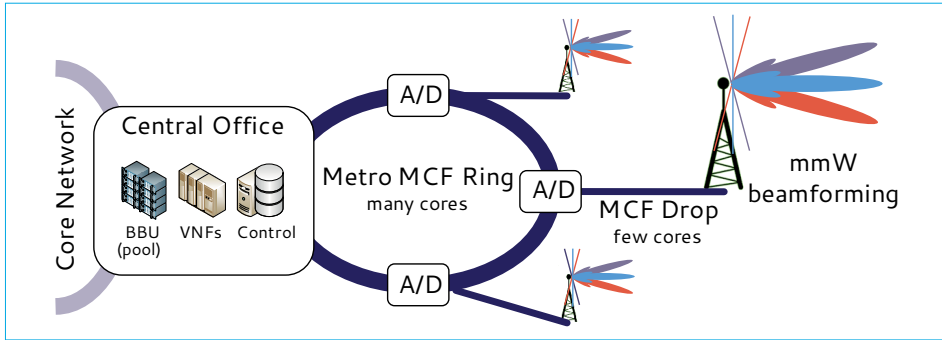 Core Network
Central Office
BBU
(pool)
VNFs
Control
A/D
Metro MCF Ring
many cores
A/D
A/D
MCF Drop
few cores
mmW
beamforming